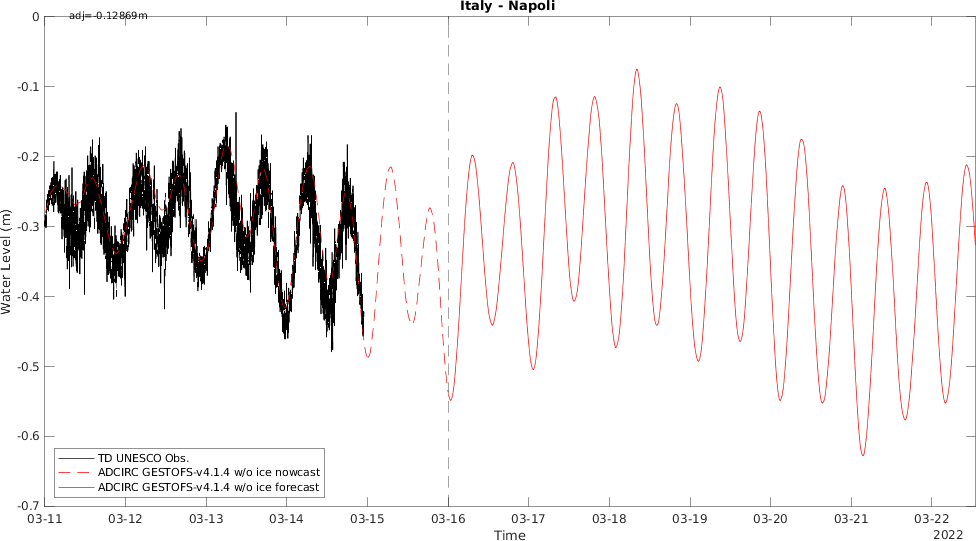 Italy - Napoli
adj=-0.12869m
0
-0.1
-0.2
-0.3
-0.4
-0.5
-0.6
-0.7
Water Level (m)
TD UNESCO Obs.
ADCIRC GESTOFS-v4.1.4 w/o ice nowcast
ADCIRC GESTOFS-v4.1.4 w/o ice forecast
03-11 03-12 03-13 03-14 03-15 03-16 03-17 03-18 03-19 03-20 03-21 03-22
Time
2022